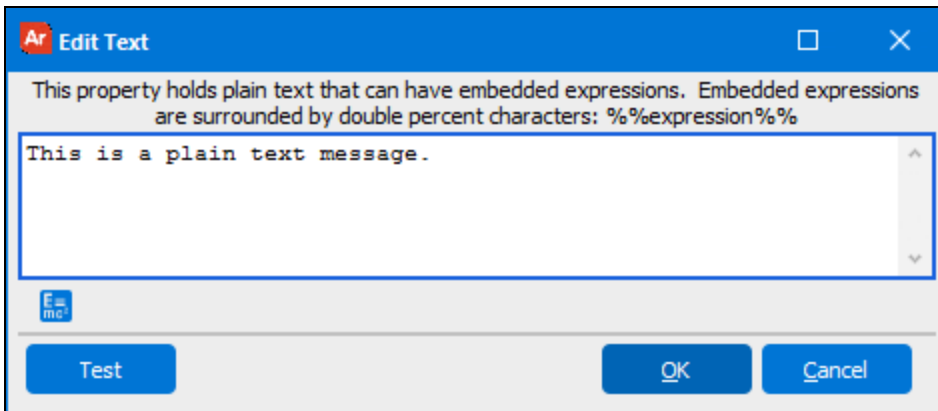 Ar Edit Text
This property holds plain text that can have embedded expressions. Embedded expressions
are surrounded by double percent characters: %%expression%%
This is a plain text message.
E=
mc²
Test OK Cancel